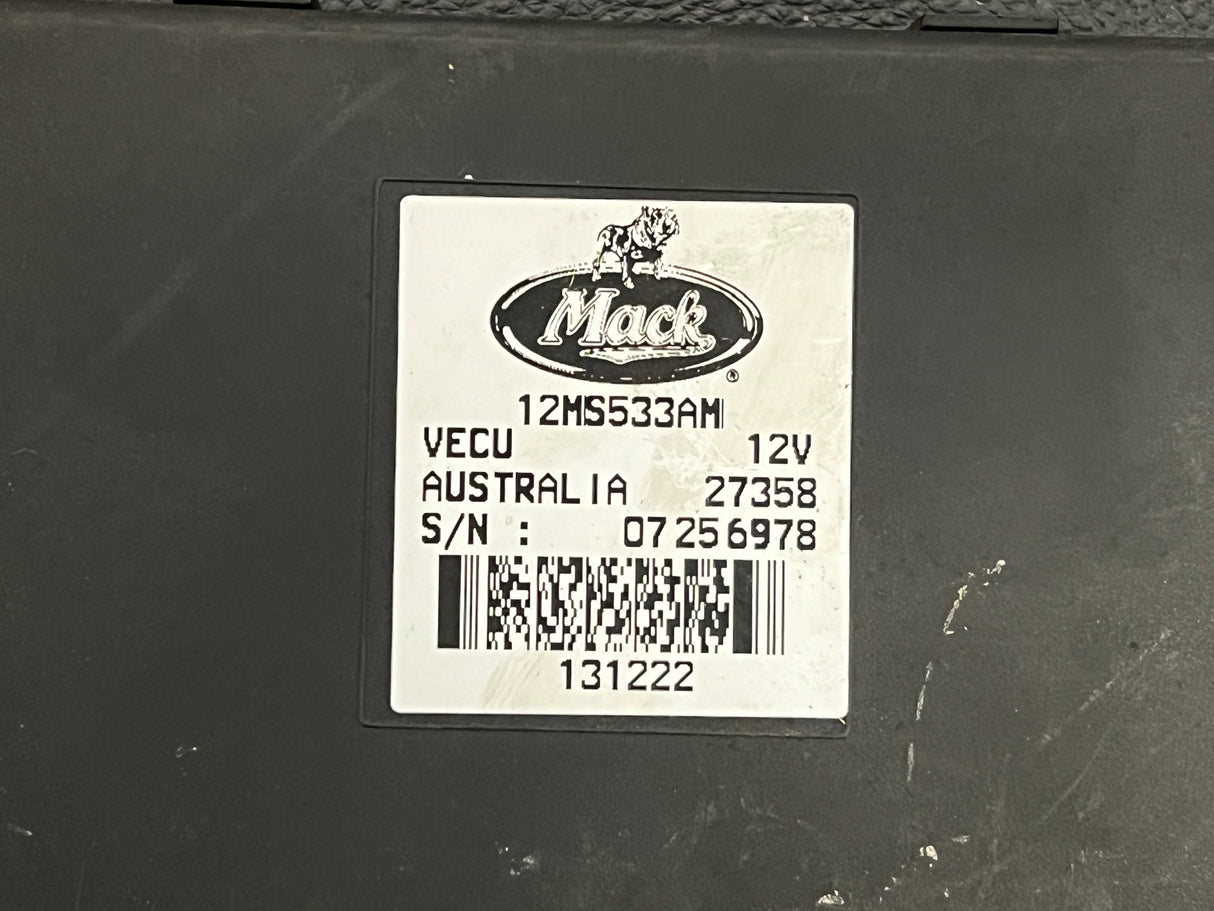 Mack
®
12MS533AM
VECU 12V
AUSTRALIA 27358
S/N : 07256978
131222